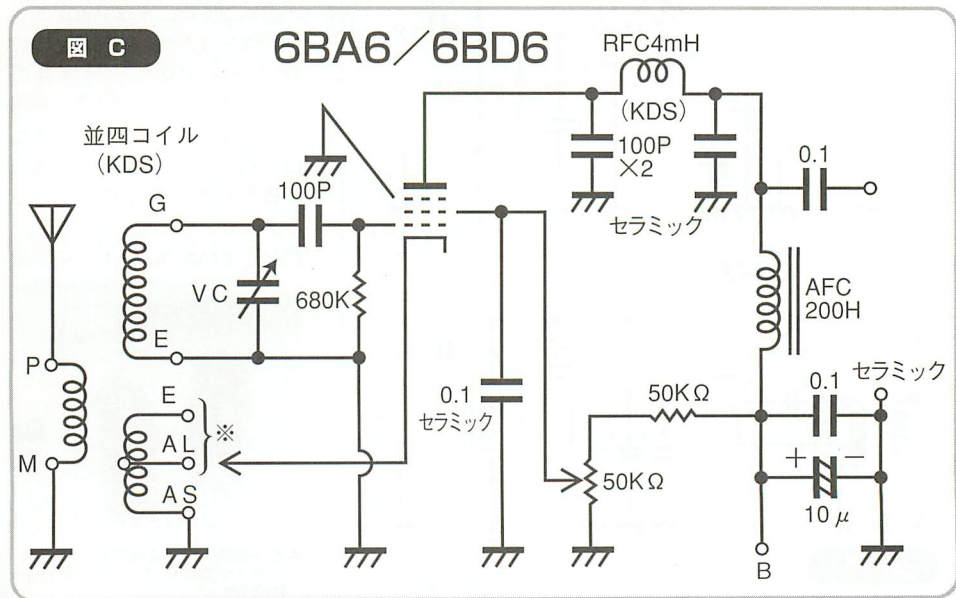 図 C
6BA6／6BD6
RFC4mH
(KDS)
100P
×2
セラミック
0.1
並四コイル
(KDS)
G
100P
VC
680K
E
P
M
E
AL
AS
※
0.1
セラミック
50KΩ
50KΩ
AFC
200H
0.1
セラミック
+
−
10μ
B